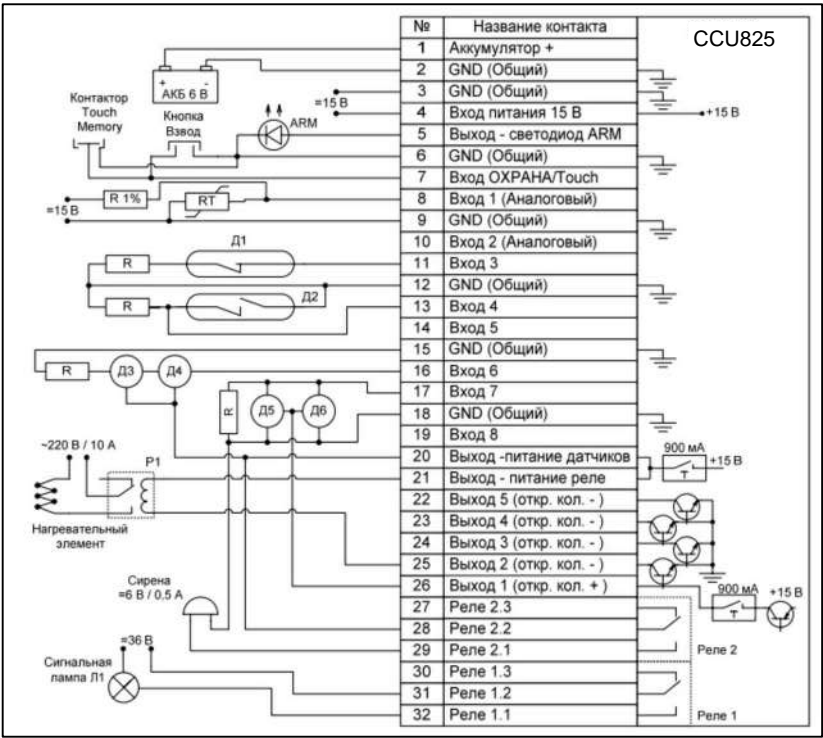 CCU825
№ Название контакта
1 Аккумулятор +
2 GND (Общий)
3 GND (Общий)
4 Вход питания 15 В
5 Выход - светодиод ARM
6 GND (Общий)
7 Вход ОХРАНА/Touch
8 Вход 1 (Аналоговый)
9 GND (Общий)
10 Вход 2 (Аналоговый)
11 Вход 3
12 GND (Общий)
13 Вход 4
14 Вход 5
15 GND (Общий)
16 Вход 6
17 Вход 7
18 GND (Общий)
19 Вход 8
20 Выход -питание датчиков
21 Выход - питание реле
22 Выход 5 (откр. кол. - )
23 Выход 4 (откр. кол. - )
24 Выход 3 (откр. кол. - )
25 Выход 2 (откр. кол. - )
26 Выход 1 (откр. кол. + )
27 Реле 2.3
28 Реле 2.2
29 Реле 2.1
30 Реле 1.3
31 Реле 1.2
32 Реле 1.1
+ -
АКБ 6 В
Контактор
Touch
Memory
Кнопка
Взвод
ARM
=15 В
R 1%
RT
=15 В
Д1
R
R
Д2
R
Д3
Д4
R
Д5
Д6
~220 В / 10 А
P1
Нагревательный
элемент
Сирена
=6 В / 0,5 А
=36 В
Сигнальная
лампа Л1
+15 В
900 мА
+15 В
900 мА
+15 В
Реле 2
Реле 1